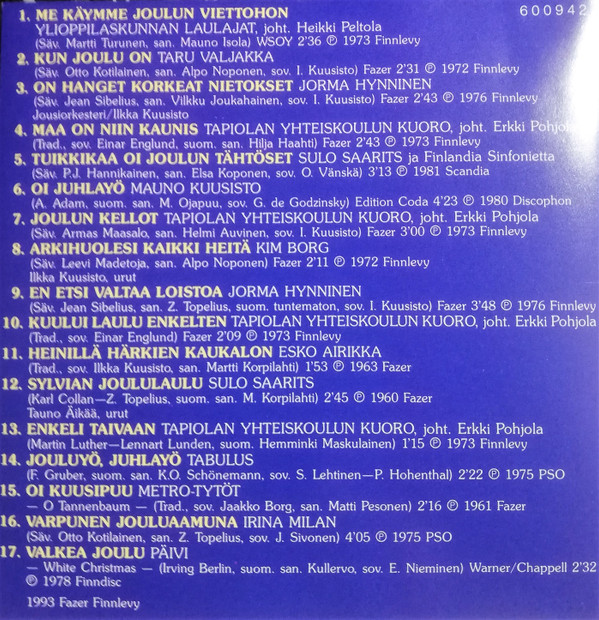 600942
1. ME KÄYMME JOULUN VIETTOHON
YLIOPPILASKUNNAN LAULAJAT, joht. Heikki Peltola
(Säv. Martti Turunen, san. Mauno Isola) WSOY 2'36 ℗ 1973 Finnlevy
2. KUN JOULU ON TARU VALJAKKA
(Säv. Otto Kotilainen, san. Alpo Noponen, sov. I. Kuusisto) Fazer 2'31 ℗ 1972 Finnlevy
3. ON HANGET KORKEAT NIETOKSET JORMA HYNNINEN
(Säv. Jean Sibelius, san. Vilkku Joukahainen, sov. I. Kuusisto) Fazer 2'43 ℗ 1976 Finnlevy
Jousiorkesteri/Ilkka Kuusisto
4. MAA ON NIIN KAUNIS TAPIOLAN YHTEISKOULUN KUORO, joht. Erkki Pohjola
(Trad., sov. Einar Englund, suom. san. Hilja Haahti) Fazer 2'43 ℗ 1973 Finnlevy
5. TUIKKIKAA OI JOULUN TÄHTÖSET SULO SAARITS ja Finlandia Sinfonietta
(Säv. P.J. Hannikainen, san. Elsa Koponen, sov. O. Vänskä) 3'13 ℗ 1981 Scandia
6. OI JUHLAYÖ MAUNO KUUSISTO
(A. Adam, suom. san. M. Ojapuu, sov. G. de Godzinsky) Edition Coda 4'23 ℗ 1980 Discophon
7. JOULUN KELLOT TAPIOLAN YHTEISKOULUN KUORO, joht. Erkki Pohjola
(Säv. Armas Maasalo, san. Helmi Auvinen, sov. I. Kuusisto) Fazer 3'00 ℗ 1973 Finnlevy
8. ARKIHUOLESI KAIKKI HEITÄ KIM BORG
(Säv. Leevi Madetoja, san. Alpo Noponen) Fazer 2'11 ℗ 1972 Finnlevy
Ilkka Kuusisto, urut
9. EN ETSI VALTAA LOISTOA JORMA HYNNINEN
(Säv. Jean Sibelius, san. Z. Topelius, suom. tuntematon, sov. I. Kuusisto) Fazer 3'48 ℗ 1976 Finnlevy
10. KUULUI LAULU ENKELTEN TAPIOLAN YHTEISKOULUN KUORO, joht. Erkki Pohjola
(Trad., sov. Einar Englund) Fazer 2'09 ℗ 1973 Finnlevy
11. HEINILLÄ HÄRKIEN KAUKALON ESKO AIRIKKA
(Trad., sov. Ilkka Kuusisto, san. Martti Korpilahti) 1'53 ℗ 1963 Fazer
12. SYLVIAN JOULULAULU SULO SAARITS
(Karl Collan—Z. Topelius, suom. san. M. Korpilahti) 2'45 ℗ 1960 Fazer
Tauno Äikää, urut
13. ENKELI TAIVAAN TAPIOLAN YHTEISKOULUN KUORO, joht. Erkki Pohjola
(Martin Luther—Lennart Lunden, suom. Hemminki Maskulainen) 1'15 ℗ 1973 Finnlevy
14. JOULUYÖ, JUHLAYÖ TABULUS
(F. Gruber, suom. san. K.O. Schönemann, sov. S. Lehtinen—P. Hohenthal) 2'22 ℗ 1975 PSO
15. OI KUUSIPUU METRO-TYTÖT
— O Tannenbaum — (Trad., sov. Jaakko Borg, san. Matti Pesonen) 2'16 ℗ 1961 Fazer
16. VARPUNEN JOULUAAMUNA IRINA MILAN
(Säv. Otto Kotilainen, san. Z. Topelius, sov. J. Sivonen) 4'05 ℗ 1975 PSO
17. VALKEA JOULU PÄIVI
— White Christmas — (Irving Berlin, suom. san. Kullervo, sov. E. Nieminen) Warner/Chappell 2'32
℗ 1978 Finndisc
1993 Fazer Finnlevy